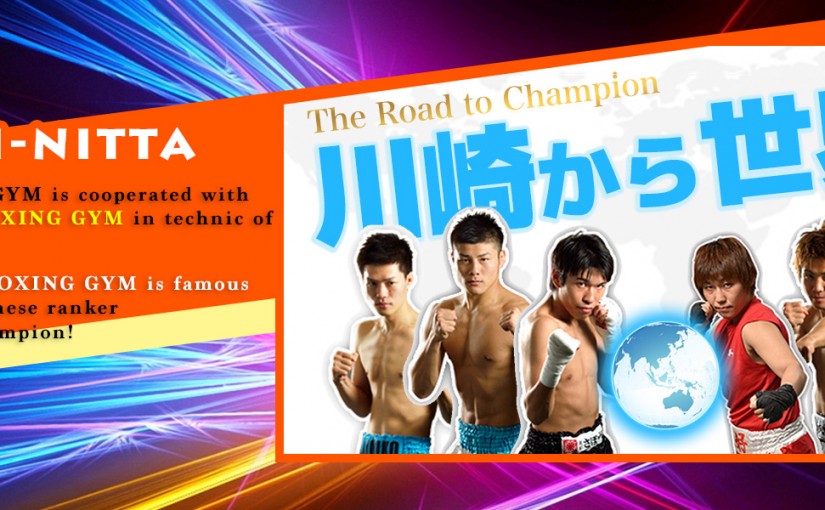 -NITTA
GYM is cooperated with
XING GYM in technic of
OXING GYM is famous
nese ranker
mpion!
The Road to Champion
川崎から世